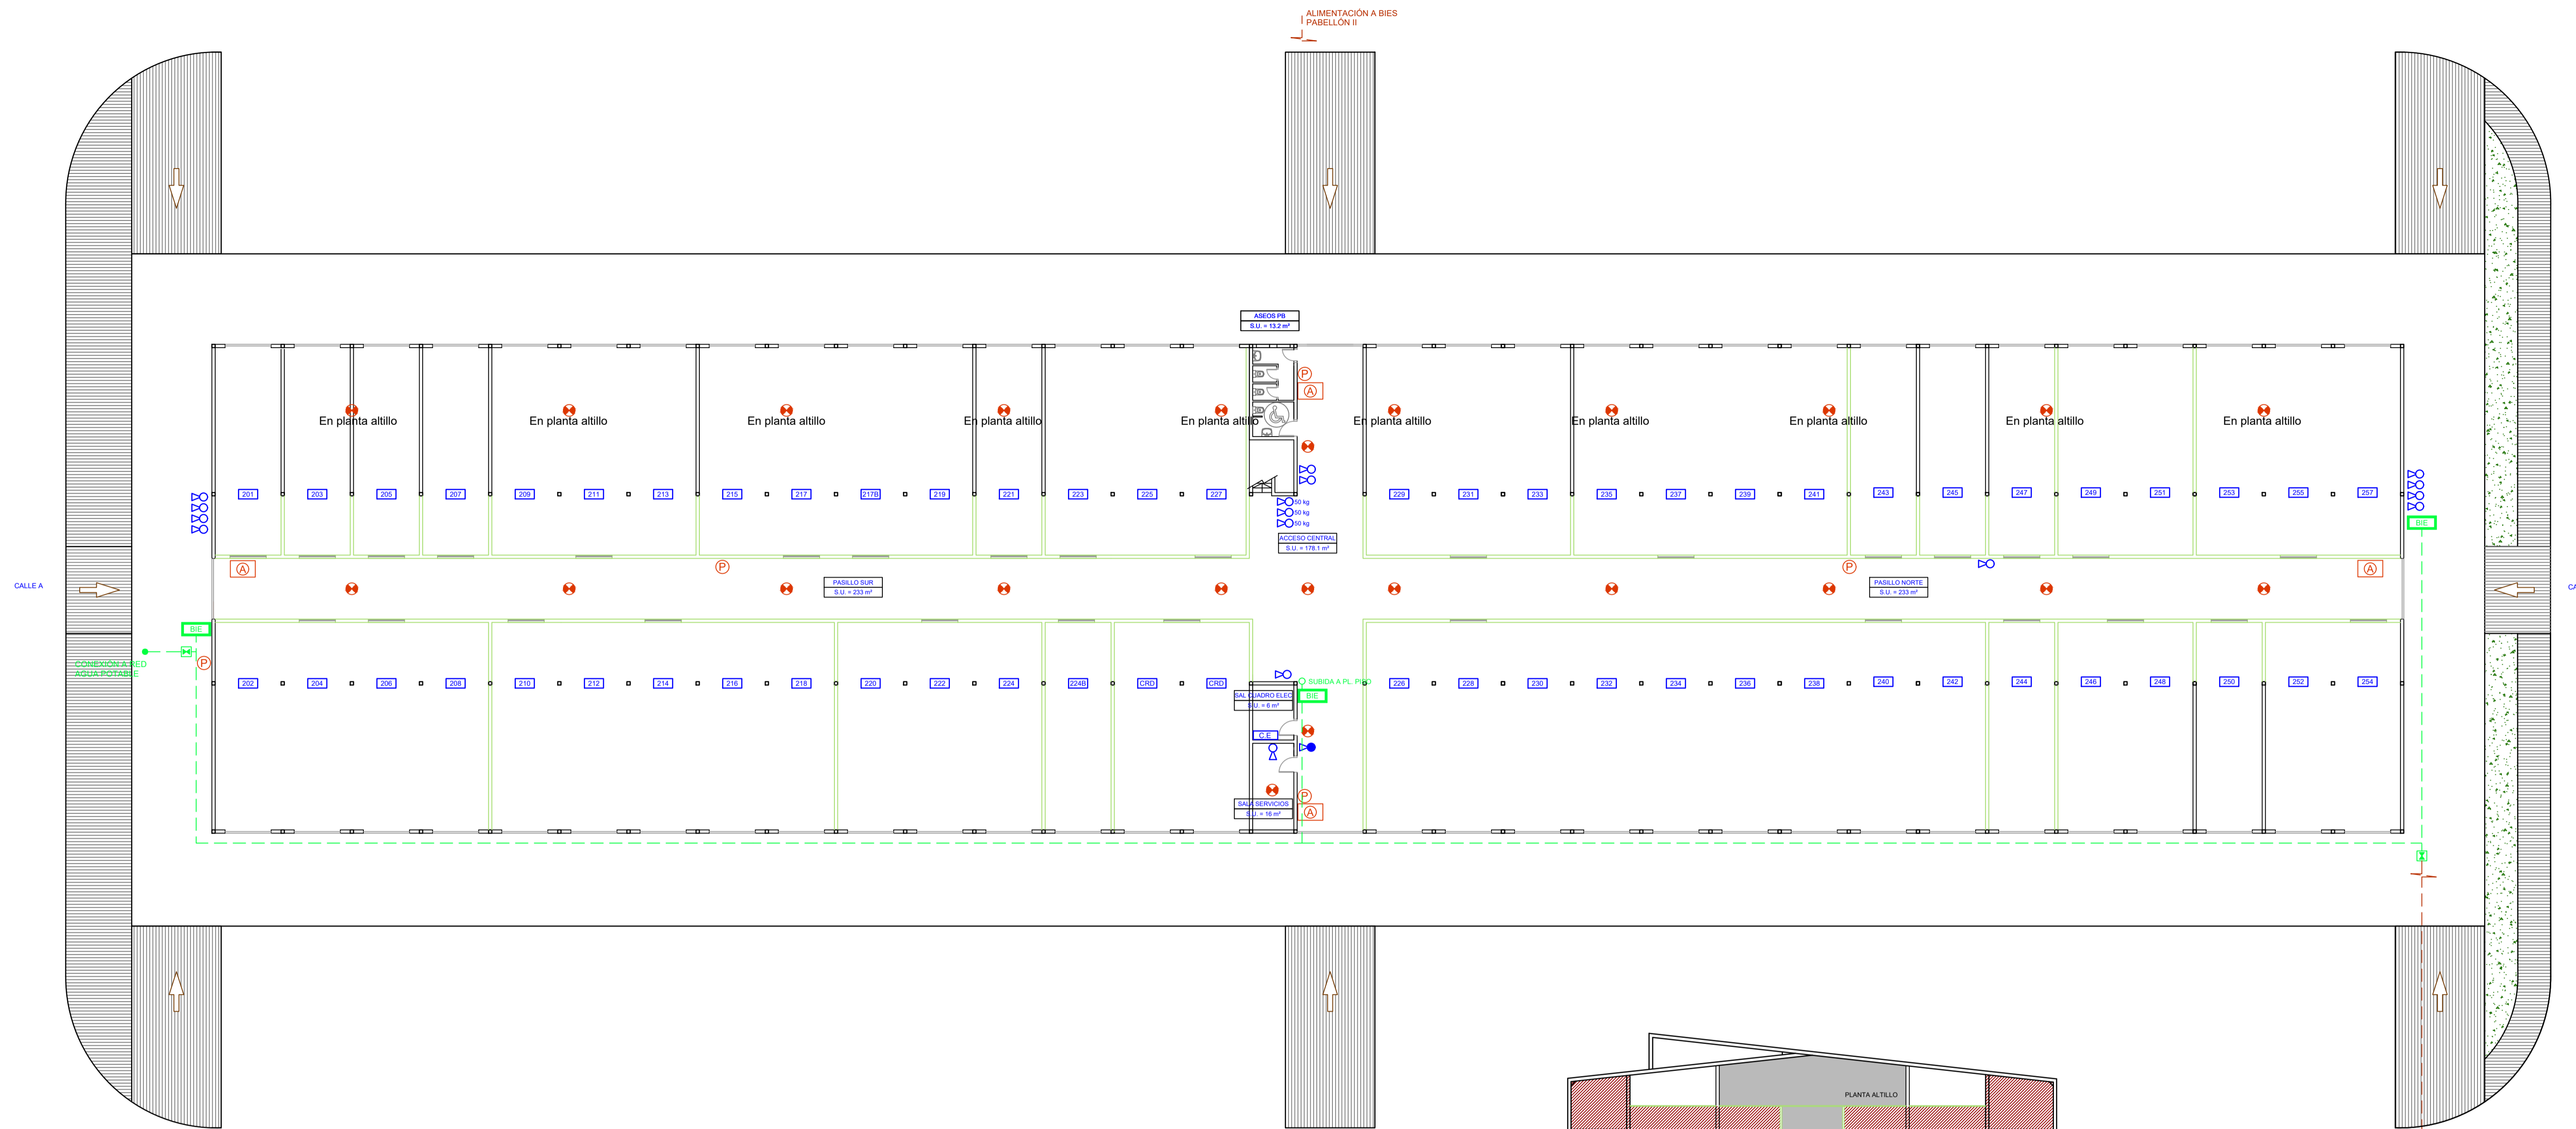 ALIMENTACIÓN A BIES
PABELLÓN II
ASEOS PB
S.U. = 13.2 m²
P
A
En planta altillo
En planta altillo
En planta altillo
En planta altillo
En planta altillo
En planta altillo
En planta altillo
En planta altillo
En planta altillo
En planta altillo
201
203
205
207
209
211
213
215
217
217B
219
221
223
225
227
229
231
233
235
237
239
241
243
245
247
249
251
253
255
257
50 kg
50 kg
50 kg
BIE
ACCESO CENTRAL
S.U. = 178.1 m²
A
P
P
A
CALLE A
PASILLO SUR
S.U. = 233 m²
PASILLO NORTE
S.U. = 233 m²
BIE
CONEXIÓN A RED
AGUA POTABLE
P
SUBIDA A PL. PISO
202
204
206
208
210
212
214
216
218
220
222
224
224B
CRD
CRD
226
228
230
232
234
236
238
240
242
244
246
248
250
252
254
SAL CUADRO ELEC
S.U. = 6 m²
BIE
C.E
SALA SERVICIOS
S.U. = 16 m²
P
A
PLANTA ALTILLO